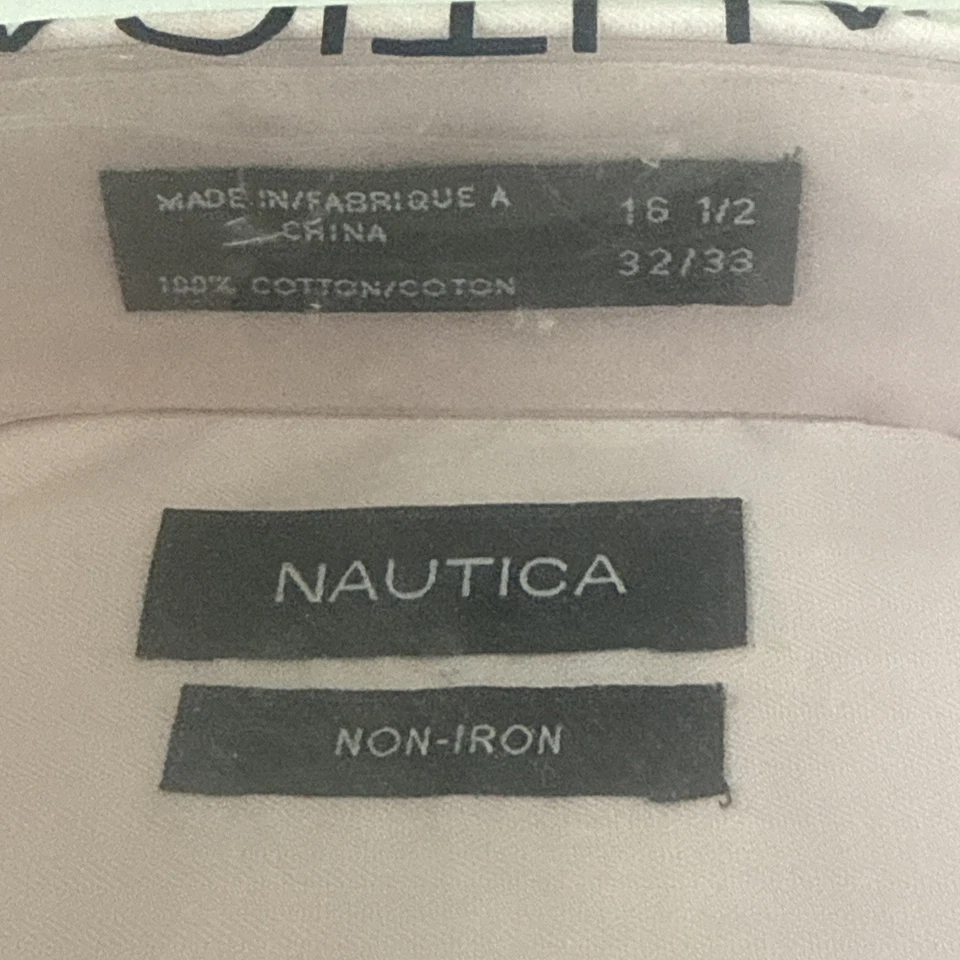 MADE IN/FABRIQUE A
CHINA
100% COTTON/COTON
16 1/2
32/33
NAUTICA
NON-IRON